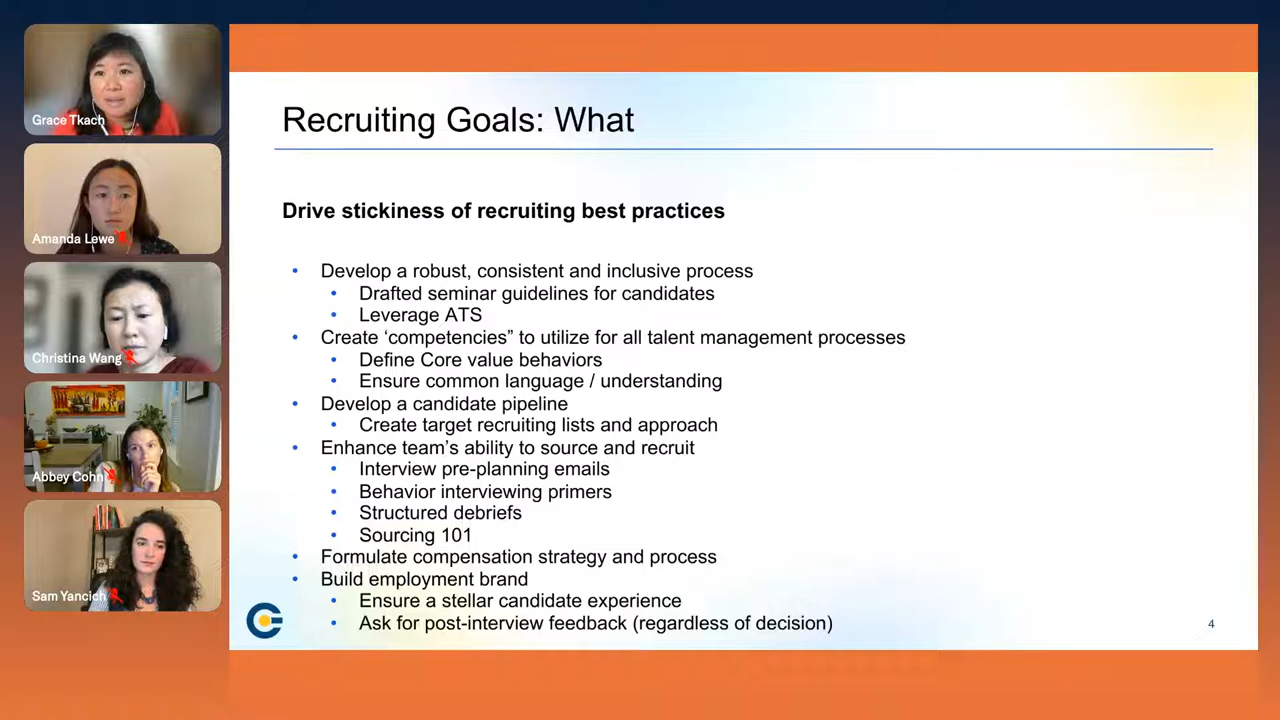 Grace Tkach
Amanda Lewe
Christina Wang
Abbey Cohn
Sam Yancich
Recruiting Goals: What
Drive stickiness of recruiting best practices
• Develop a robust, consistent and inclusive process
• Drafted seminar guidelines for candidates
• Leverage ATS
• Create ‘competencies” to utilize for all talent management processes
• Define Core value behaviors
• Ensure common language / understanding
• Develop a candidate pipeline
• Create target recruiting lists and approach
• Enhance team’s ability to source and recruit
• Interview pre-planning emails
• Behavior interviewing primers
• Structured debriefs
• Sourcing 101
• Formulate compensation strategy and process
• Build employment brand
• Ensure a stellar candidate experience
• Ask for post-interview feedback (regardless of decision)
4